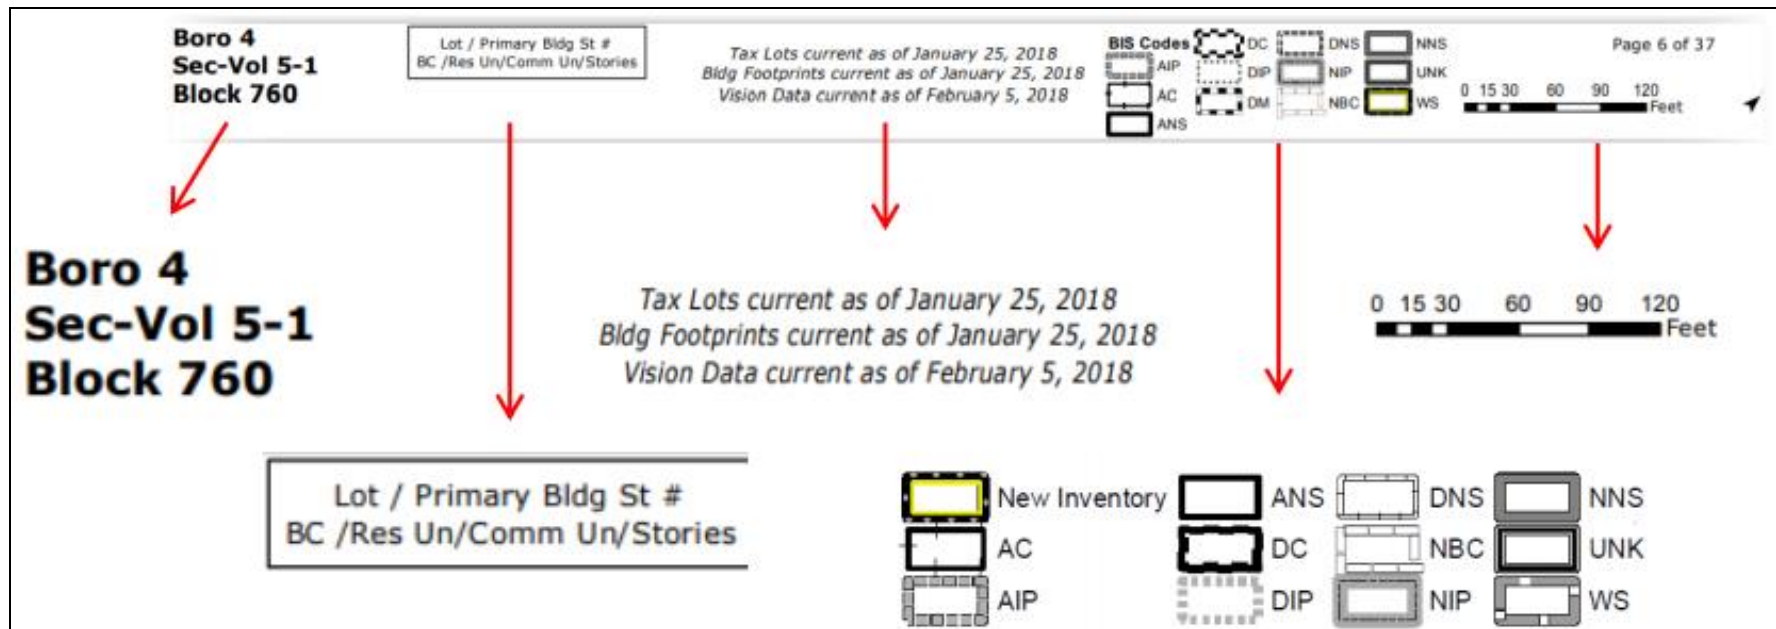 Boro 4
Sec-Vol 5-1
Block 760
Lot / Primary Bldg St #
BC /Res Un/Comm Un/Stories
Tax Lots current as of January 25, 2018
Bldg Footprints current as of January 25, 2018
Vision Data current as of February 5, 2018
BIS Codes DC DNS NNS
AIP DIP NIP UNK
AC DM NBC WS
ANS
Page 6 of 37
0 15 30 60 90 120
Feet
Boro 4
Sec-Vol 5-1
Block 760
Tax Lots current as of January 25, 2018
Bldg Footprints current as of January 25, 2018
Vision Data current as of February 5, 2018
0 15 30 60 90 120
Feet
Lot / Primary Bldg St #
BC /Res Un/Comm Un/Stories
New Inventory ANS DNS NNS
AC DC NBC UNK
AIP DIP NIP WS